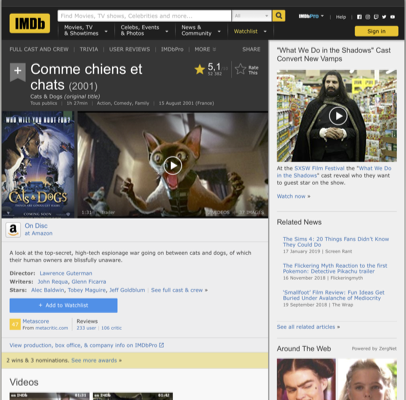 IMDb
Find Movies, TV shows, Celebrities and more...
All
IMDbPro
Help
Movies, TV & Showtimes
Celebs, Events & Photos
News & Community
Watchlist
Sign in
FULL CAST AND CREW | TRIVIA | USER REVIEWS | IMDbPro | MORE
SHARE
Comme chiens et
chats (2001)
5,1
Rate
This
Cats & Dogs (original title)
Tous publics | 1h 27min | Action, Comedy, Family | 15 August 2001 (France)
WHO WILL YOU ROOT FOR?
CATS & DOGS
COMING SOON
On Disc
at Amazon
A look at the top-secret, high-tech espionage war going on between cats and dogs, of which
their human owners are blissfully unaware.
Director: Lawrence Guterman
Writers: John Requa, Glenn Ficarra
Stars: Alec Baldwin, Tobey Maguire, Jeff Goldblum | See full cast & crew »
+ Add to Watchlist
47
Metascore
From metacritic.com
Reviews
233 user | 106 critic
View production, box office, & company info on IMDbPro
2 wins & 3 nominations. See more awards »
Videos
"What We Do in the Shadows" Cast
Convert New Vamps
At the SXSW Film Festival the "What We Do
in the Shadows" cast reveal who they want
to guest star on the show.
Watch now »
Related News
The Sims 4: 20 Things Fans Didn't Know
They Could Do
17 January 2019 | Screen Rant
The Flickering Myth Reaction to the first
Pokémon: Detective Pikachu trailer
16 November 2018 | Flickeringmyth
'Smallfoot' Film Review: Fun Ideas Get
Buried Under Avalanche of Mediocrity
19 September 2018 | The Wrap
See all related articles »
Around The Web
Powered by ZergNet